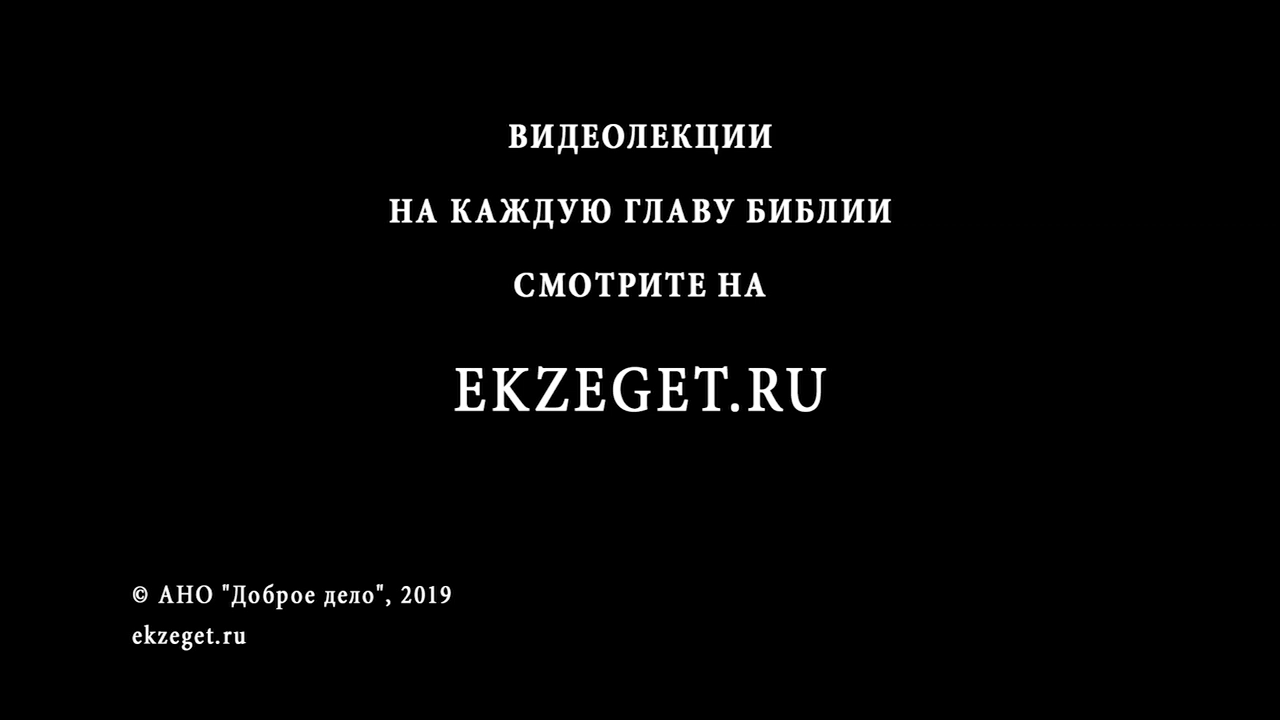 ВИДЕОЛЕКЦИИ
НА КАЖДУЮ ГЛАВУ БИБЛИИ
СМОТРИТЕ НА
EKZEGET.RU
© АНО "Доброе дело", 2019
ekzeget.ru